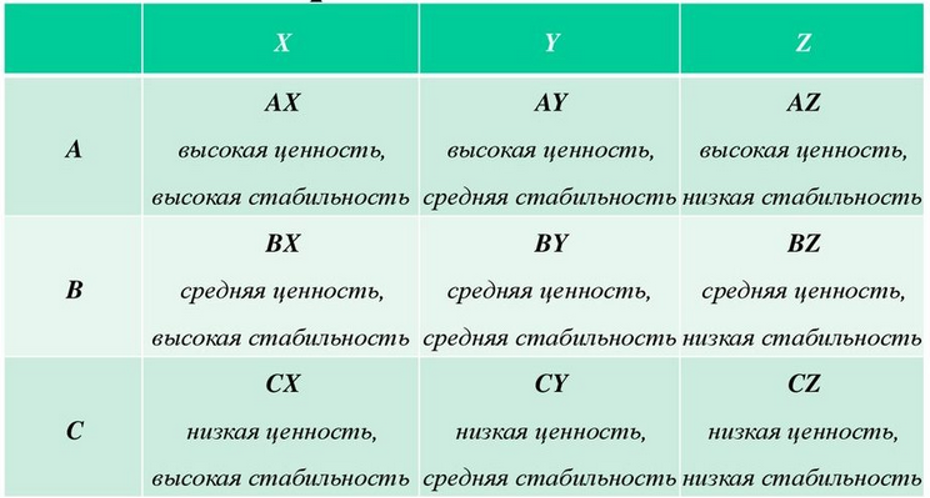 X Y Z
AX AY AZ
A высокая ценность, высокая ценность, высокая ценность,
высокая стабильность средняя стабильность низкая стабильность
BX BY BZ
B средняя ценность, средняя ценность, средняя ценность,
высокая стабильность средняя стабильность низкая стабильность
CX CY CZ
C низкая ценность, низкая ценность, низкая ценность,
высокая стабильность средняя стабильность низкая стабильность